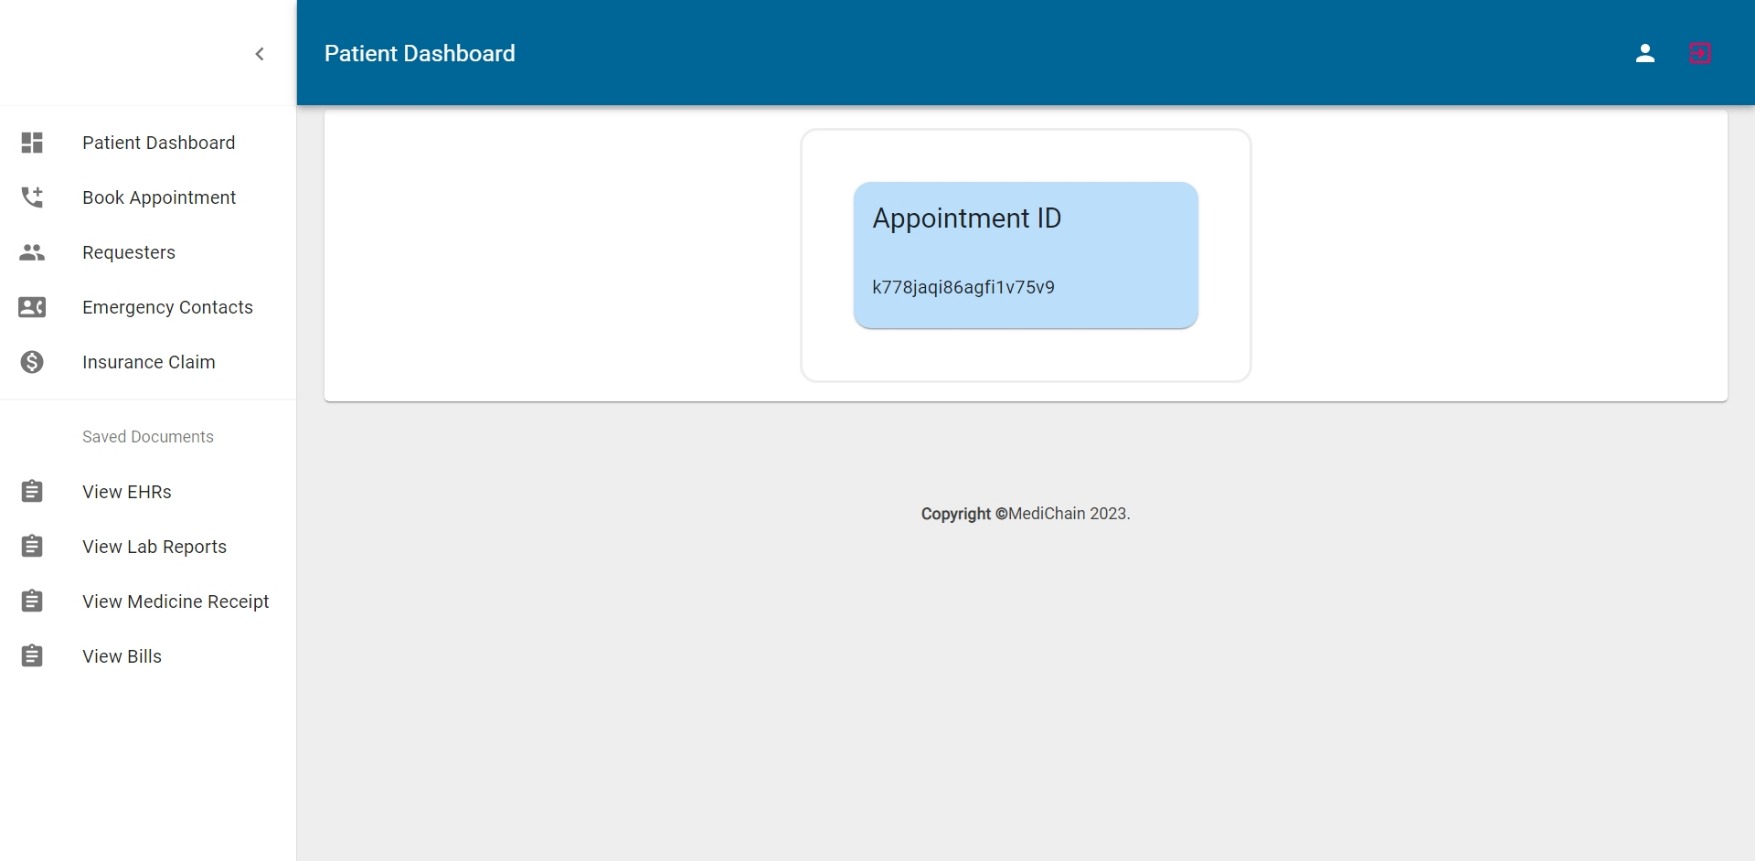 Patient Dashboard
Patient Dashboard
Book Appointment
Requesters
Emergency Contacts
Insurance Claim
Saved Documents
View EHRs
View Lab Reports
View Medicine Receipt
View Bills
Appointment ID
k778jaqi86agfi1v75v9
Copyright ©MediChain 2023.